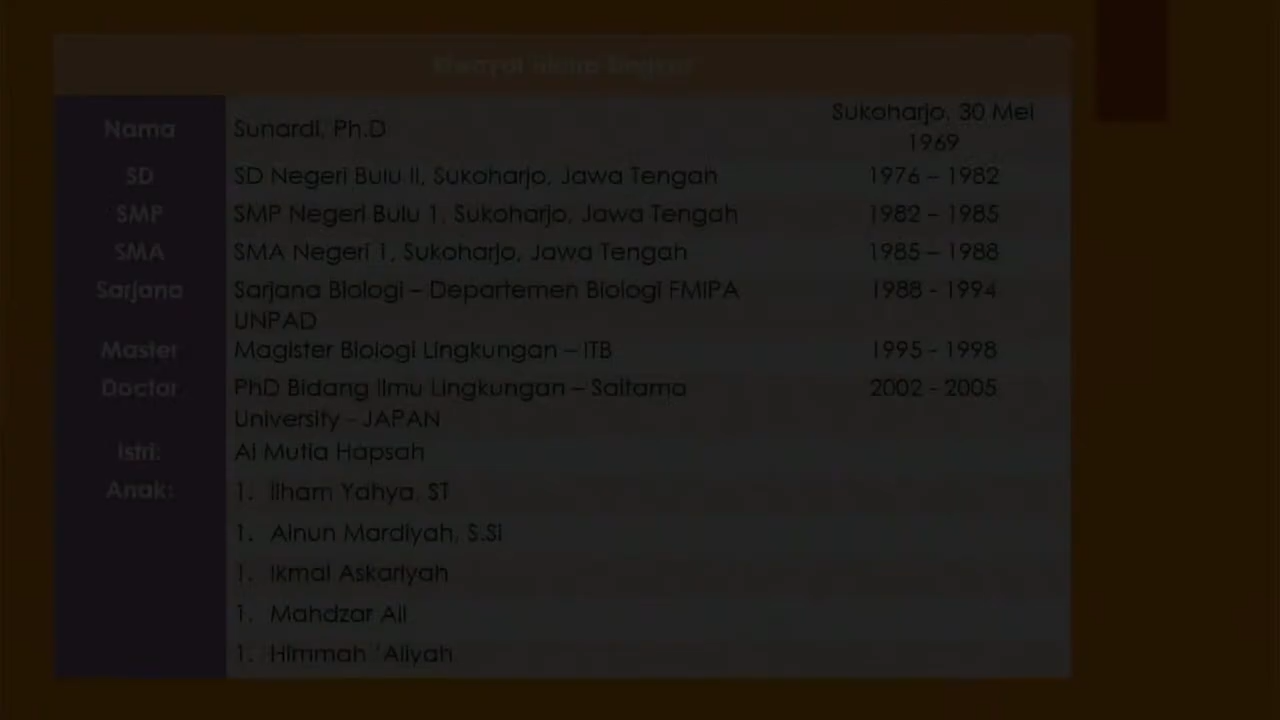 Riwayat Hidup Singkat
Nama Sunardi, Ph.D Sukoharjo, 30 Mei
1969
SD SD Negeri Bulu II, Sukoharjo, Jawa Tengah 1976 – 1982
SMP SMP Negeri Bulu 1, Sukoharjo, Jawa Tengah 1982 – 1985
SMA SMA Negeri 1, Sukoharjo, Jawa Tengah 1985 – 1988
Sarjana Sarjana Biologi – Departemen Biologi FMIPA 1988 - 1994
UNPAD
Master Magister Biologi Lingkungan – ITB 1995 - 1998
Doctor PhD Bidang Ilmu Lingkungan – Saitama 2002 - 2005
University - JAPAN
Istri: Ai Mutia Hapsah
Anak: 1. Ilham Yahya, ST
1. Ainun Mardiyah, S.Si
1. Ikmal Askariyah
1. Mahdzar Ali
1. Himmah 'Aliyah